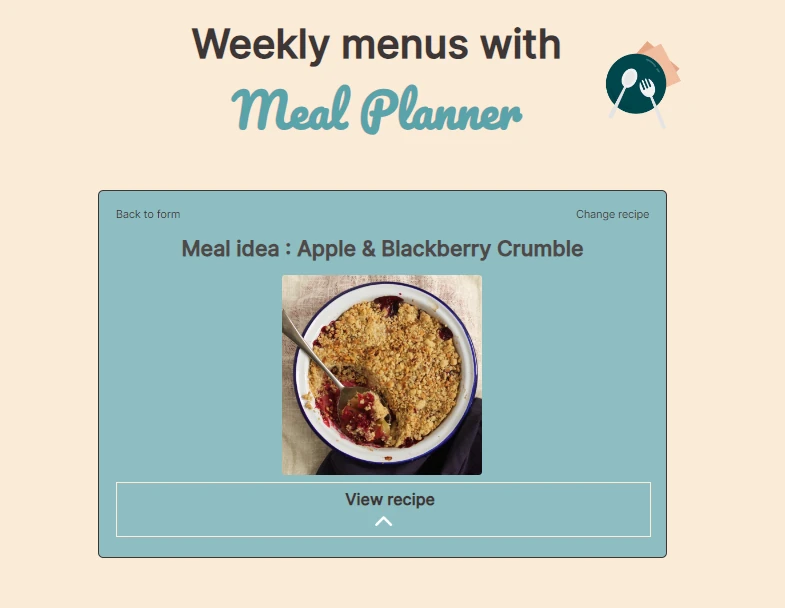 Weekly menus with
Meal Planner
Back to form
Change recipe
Meal idea : Apple & Blackberry Crumble
View recipe